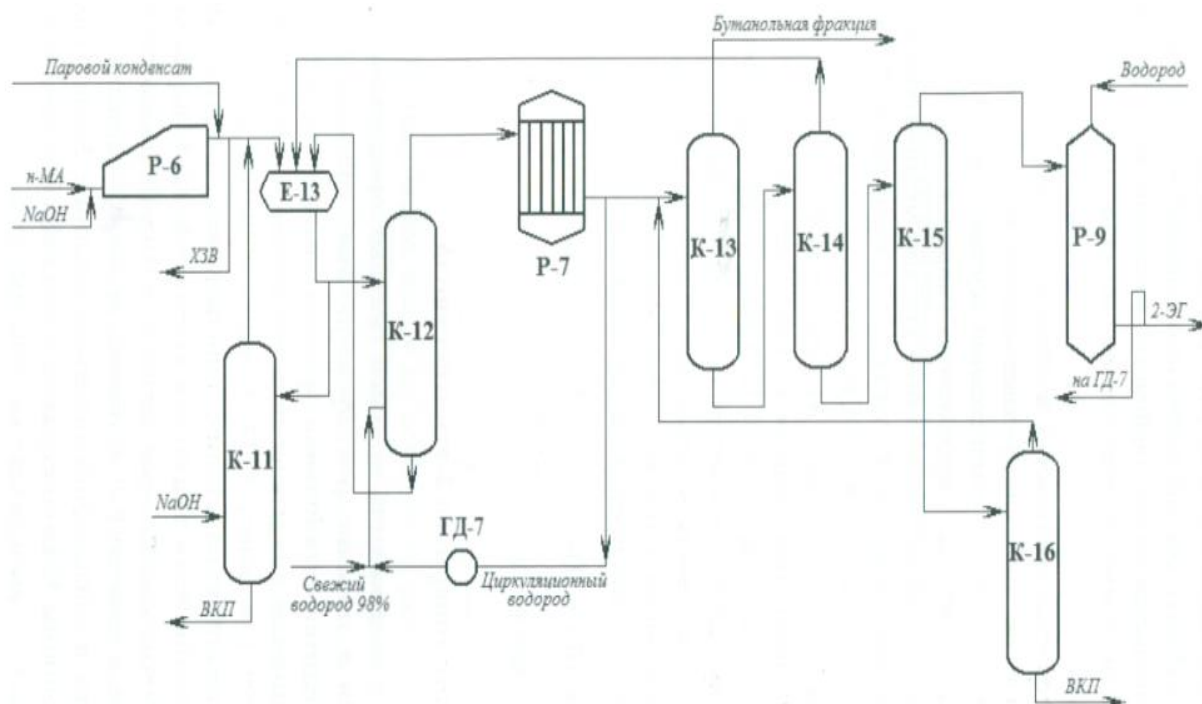 Бутанольная фракция
Паровой конденсат
Водород
Р-6
н-МА
NaOH
Е-13
ХЗВ
Р-7
К-12
К-13
К-14
К-15
Р-9
2-ЭГ
на ГД-7
К-11
NaOH
ГД-7
Свежий
водород 98%
Циркуляционный
водород
К-16
ВКП
ВКП